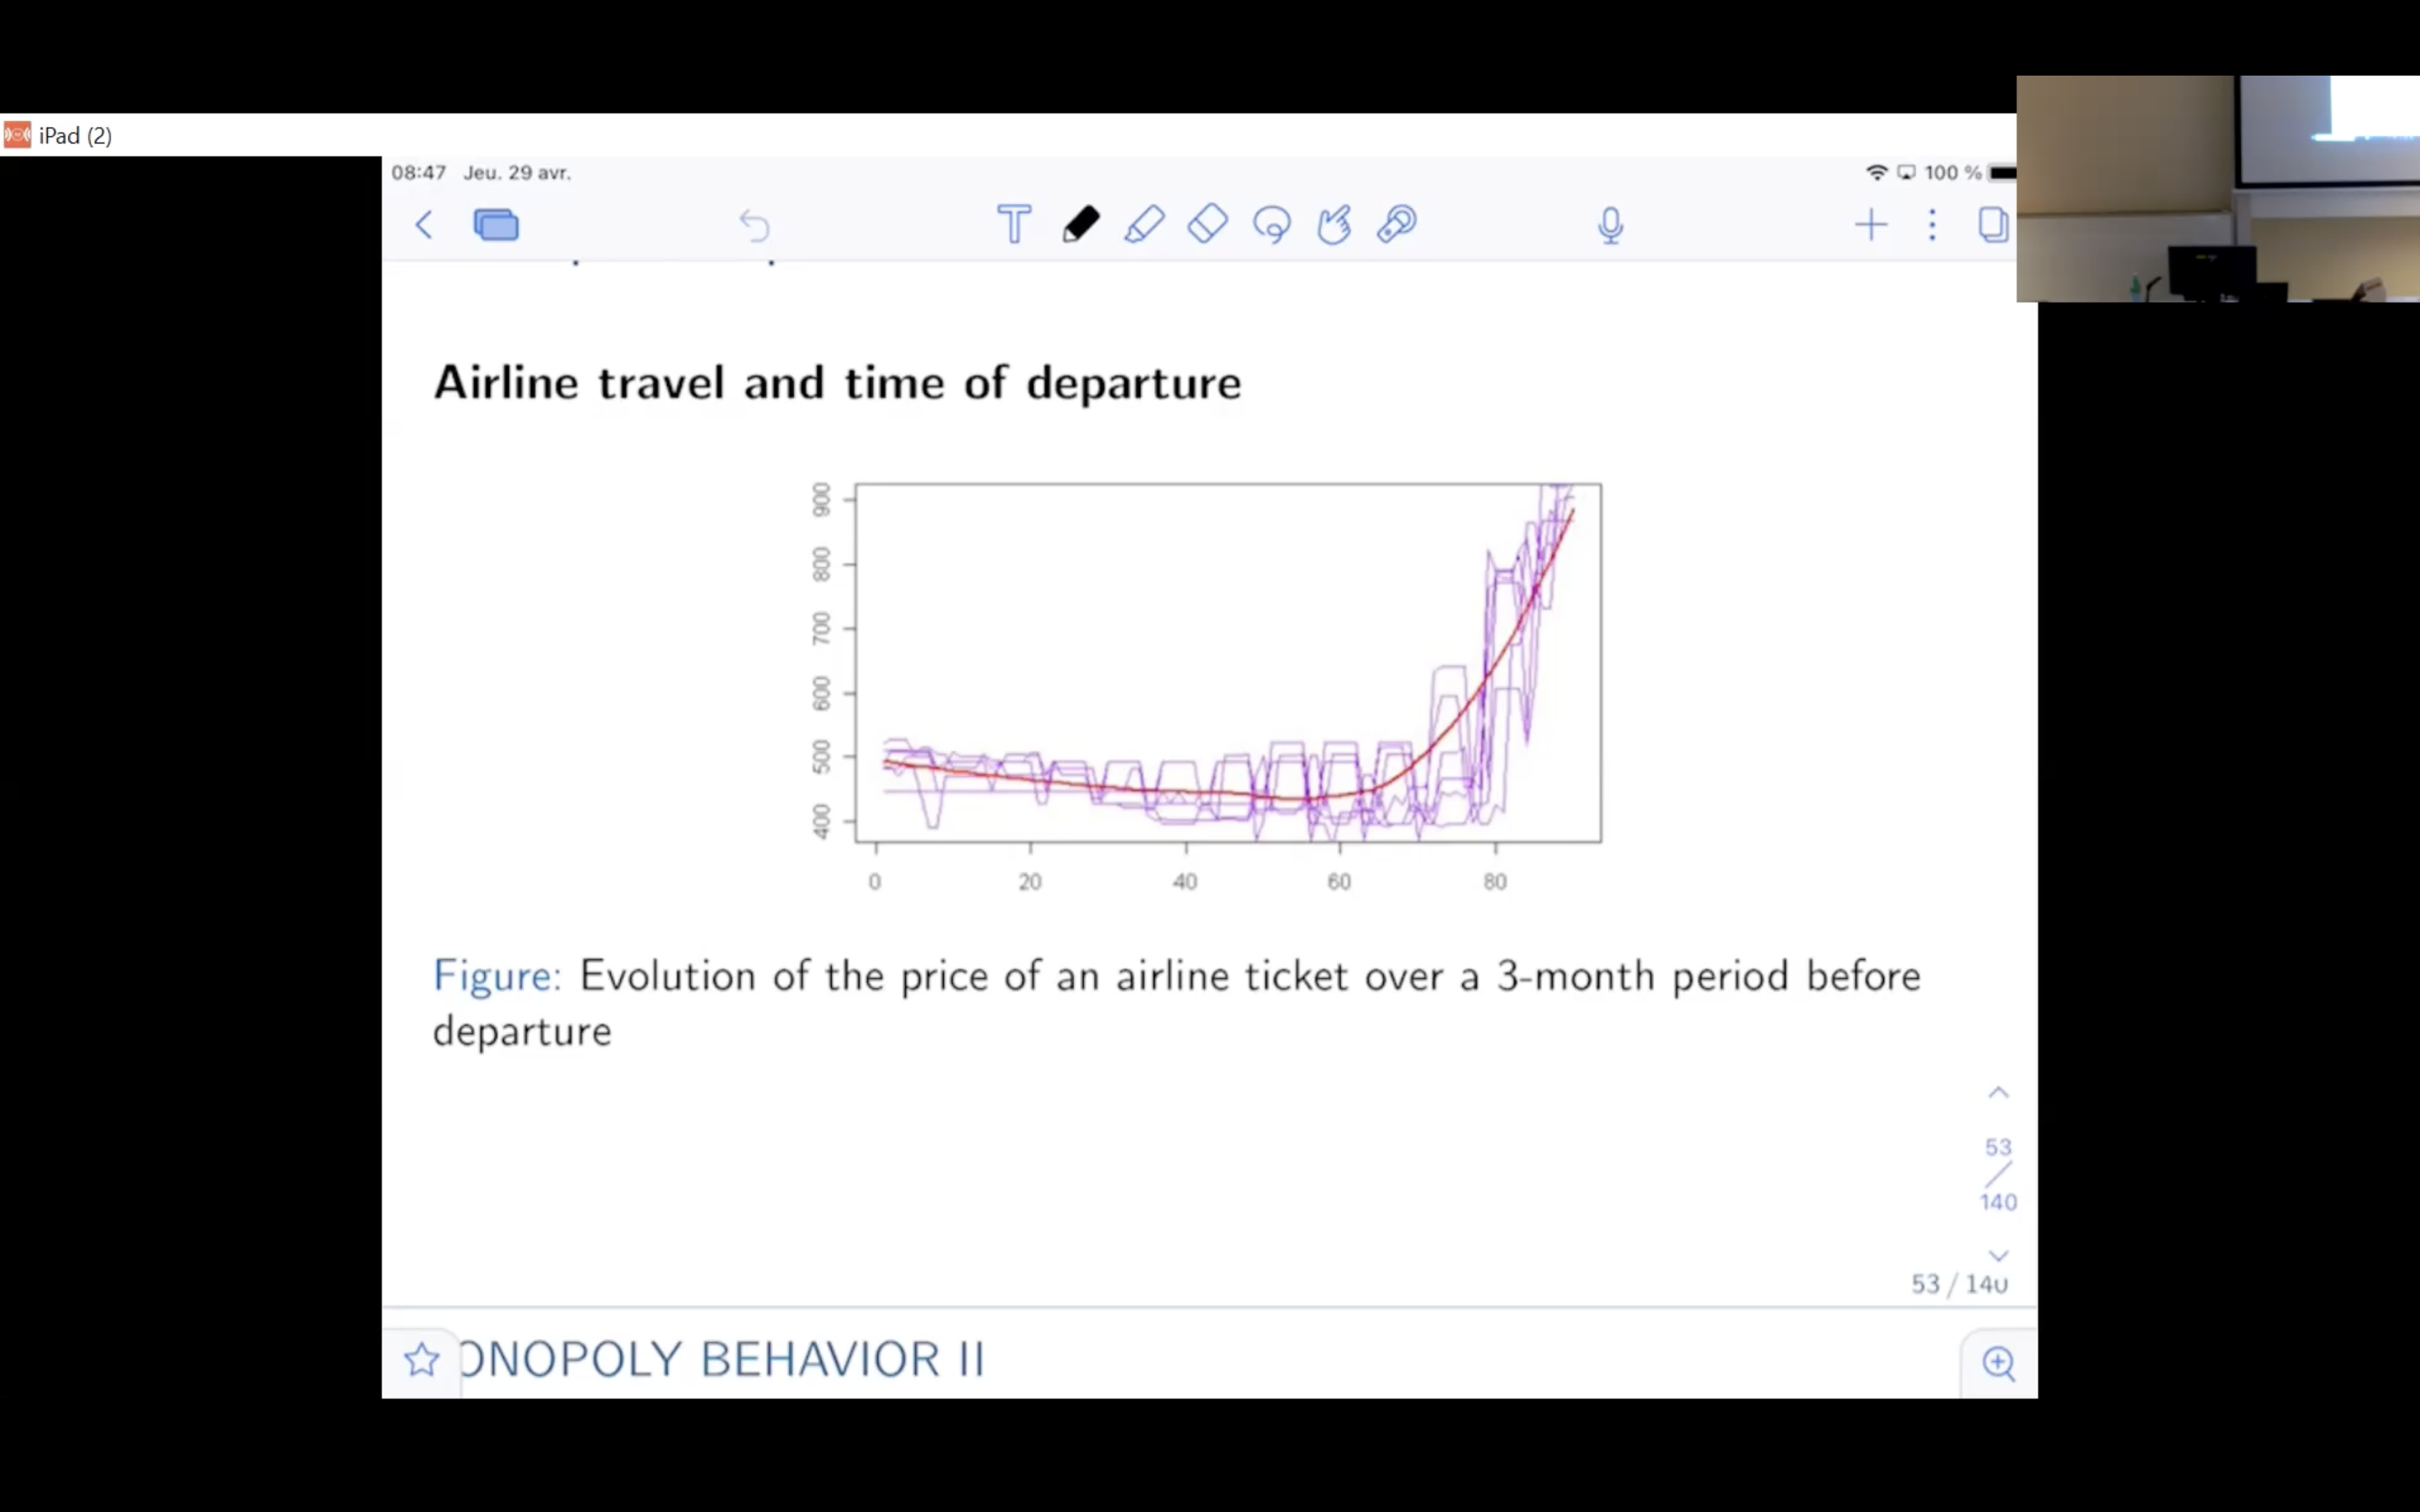 iPad (2)
08:47 Jeu. 29 avr.
100 %
Airline travel and time of departure
900
800
700
600
500
400
0 20 40 60 80
Figure: Evolution of the price of an airline ticket over a 3-month period before
departure
53
140
53 / 140
ONOPOLY BEHAVIOR II